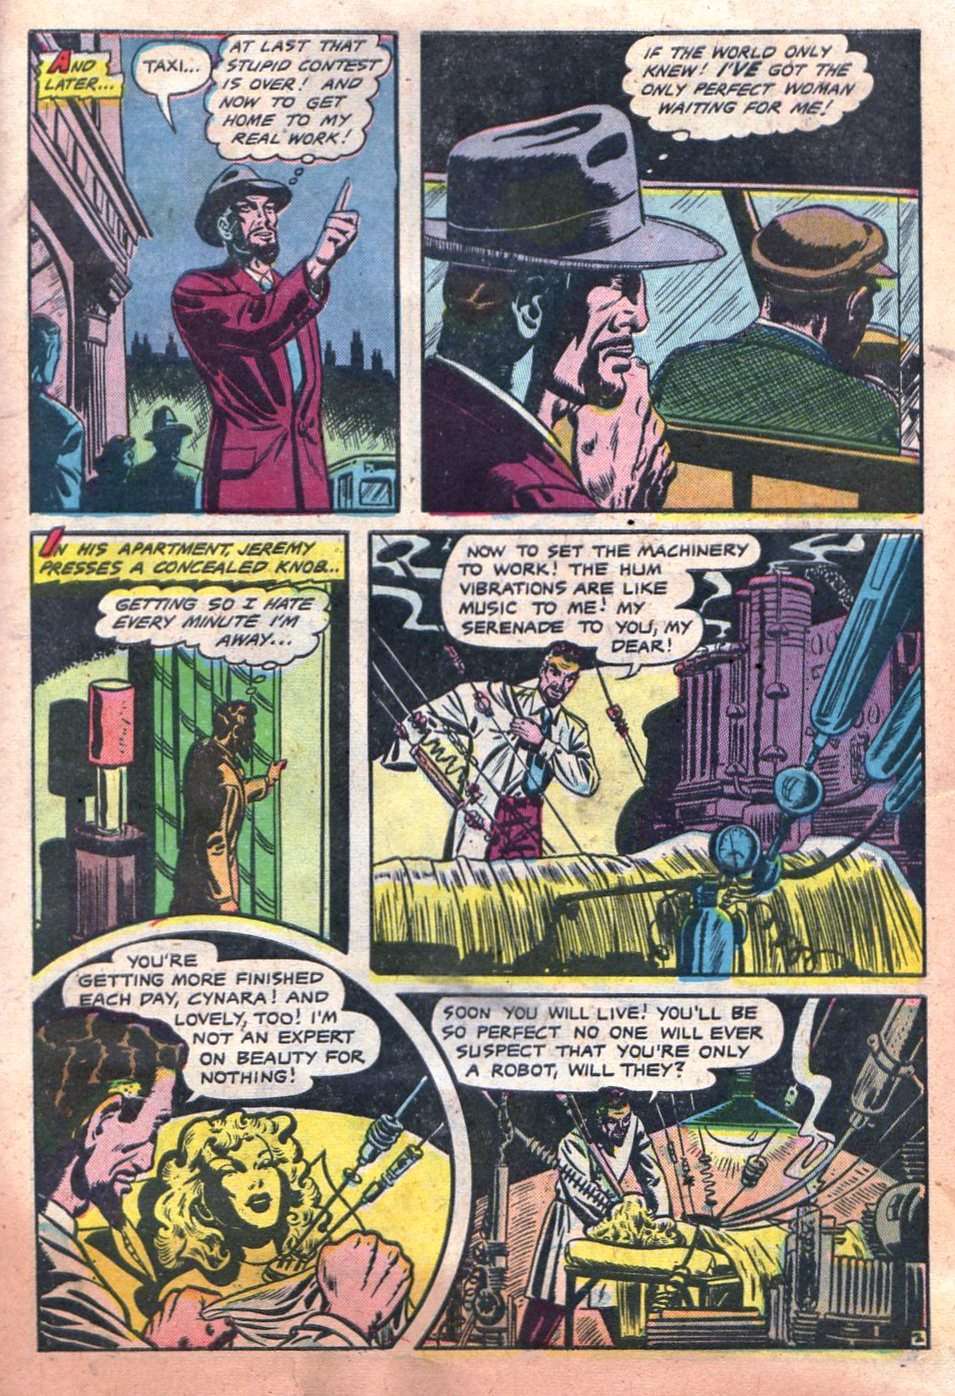 AND
LATER...
TAXI...
AT LAST THAT
STUPID CONTEST
IS OVER! AND
NOW TO GET
HOME TO MY
REAL WORK!
IF THE WORLD ONLY
KNEW! I'VE GOT THE
ONLY PERFECT WOMAN
WAITING FOR ME!
IN HIS APARTMENT, JEREMY
PRESSES A CONCEALED KNOB...
GETTING SO I HATE
EVERY MINUTE I'M
AWAY...
NOW TO SET THE MACHINERY
TO WORK! THE HUM
VIBRATIONS ARE LIKE
MUSIC TO ME! MY
SERENADE TO YOU, MY
DEAR!
YOU'RE
GETTING MORE FINISHED
EACH DAY, CYNARA! AND
LOVELY, TOO! I'M
NOT AN EXPERT
ON BEAUTY FOR
NOTHING!
SOON YOU WILL LIVE! YOU'LL BE
SO PERFECT NO ONE WILL EVER
SUSPECT THAT YOU'RE ONLY
A ROBOT, WILL THEY?
2